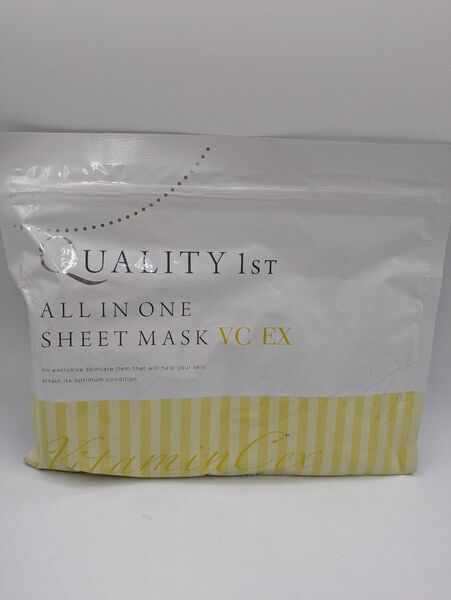 QUALITY 1ST
ALL IN ONE
SHEET MASK VC EX
An exclusive skincare item that will help your skin
attain its optimum condition
VitaminCex